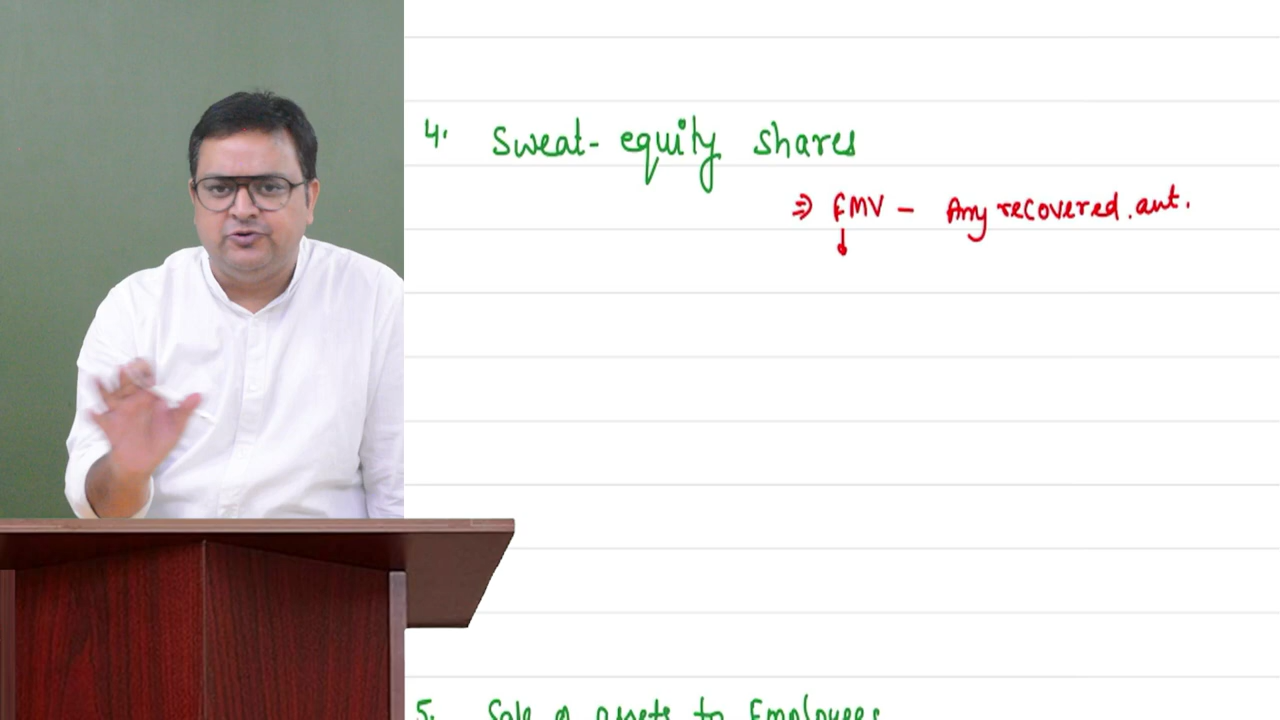 4. Sweat-equity shares
⇒ FMV - Any recovered.amt.
↓
5. Sale of assets to Employees